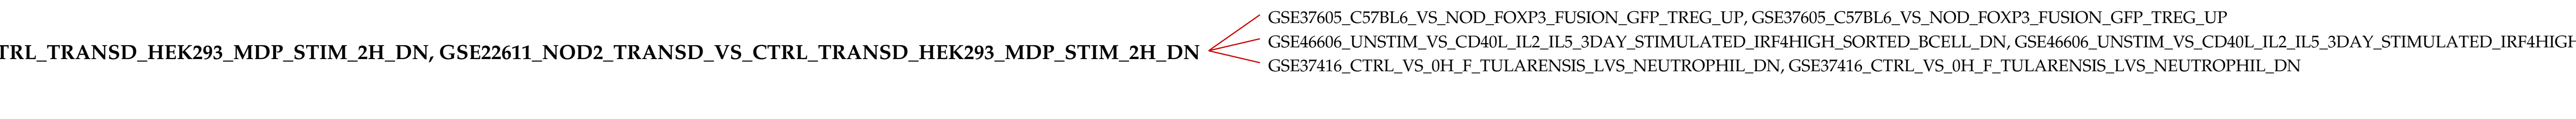 GSE37605_C57BL6_VS_NOD_FOXP3_FUSION_GFP_TREG_UP, GSE37605_C57BL6_VS_NOD_FOXP3_FUSION_GFP_TREG_UP
TRL_TRANSD_HEK293_MDP_STIM_2H_DN, GSE22611_NOD2_TRANSD_VS_CTRL_TRANSD_HEK293_MDP_STIM_2H_DN
GSE46606_UNSTIM_VS_CD40L_IL2_IL5_3DAY_STIMULATED_IRF4HIGH_SORTED_BCELL_DN, GSE46606_UNSTIM_VS_CD40L_IL2_IL5_3DAY_STIMULATED_IRF4HIGH
GSE37416_CTRL_VS_0H_F_TULARENSIS_LVS_NEUTROPHIL_DN, GSE37416_CTRL_VS_0H_F_TULARENSIS_LVS_NEUTROPHIL_DN